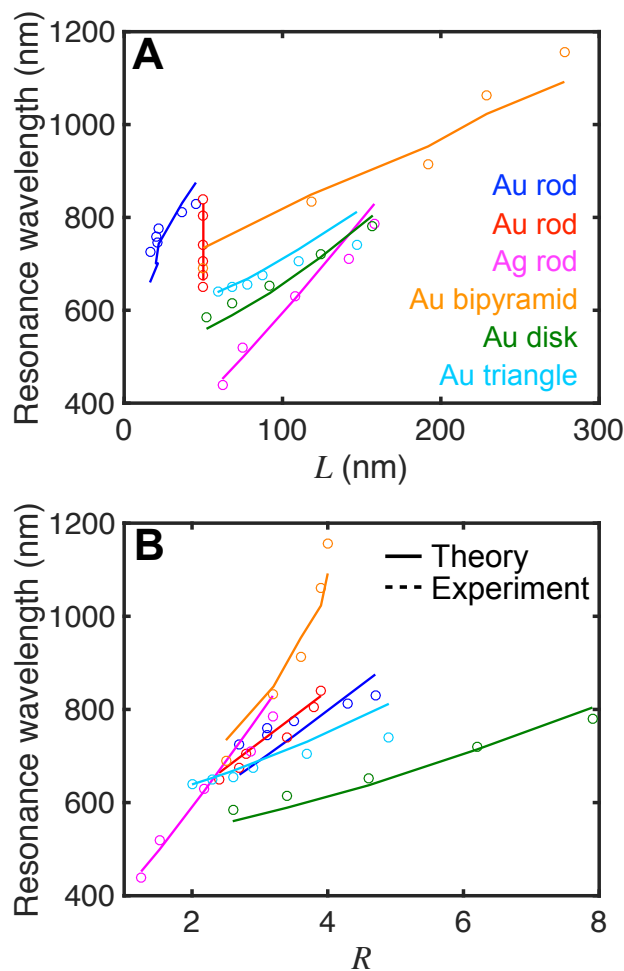 A
Resonance wavelength (nm)
1200
1000
800
600
400
Au rod
Au rod
Ag rod
Au bipyramid
Au disk
Au triangle
0
100
200
300
L (nm)
B
Resonance wavelength (nm)
1200
1000
800
600
400
Theory
Experiment
2
4
6
8
R